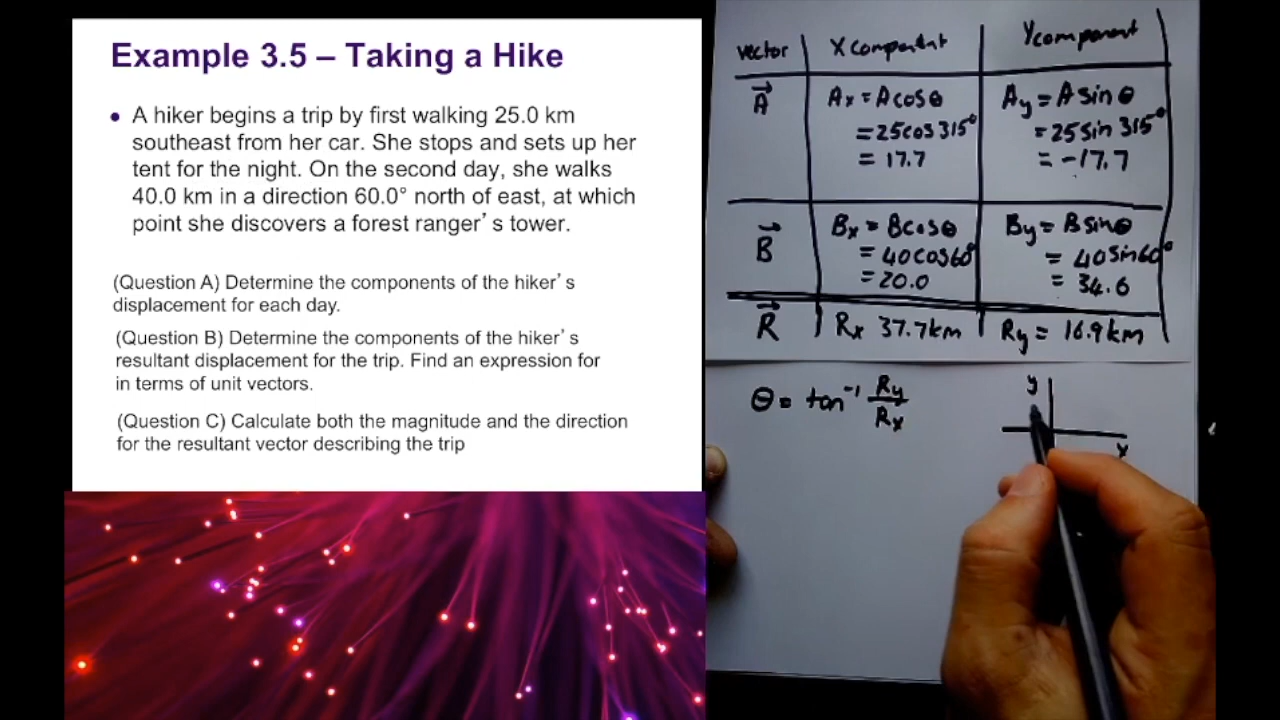 Example 3.5 – Taking a Hike
• A hiker begins a trip by first walking 25.0 km
southeast from her car. She stops and sets up her
tent for the night. On the second day, she walks
40.0 km in a direction 60.0° north of east, at which
point she discovers a forest ranger's tower.
(Question A) Determine the components of the hiker's
displacement for each day.
(Question B) Determine the components of the hiker's
resultant displacement for the trip. Find an expression for
in terms of unit vectors.
(Question C) Calculate both the magnitude and the direction
for the resultant vector describing the trip
vector X component Y component
A⃗ Ax = A cos θ Ay = A sin θ
= 25 cos 315° = 25 sin 315°
= 17.7 = -17.7
B⃗ Bx = B cos θ By = B sin θ
= 40 cos 60° = 40 sin 60°
= 20.0 = 34.6
R⃗ Rx 37.7 km Ry = 16.9 km
θ = tan⁻¹ Ry/Rx
y
x